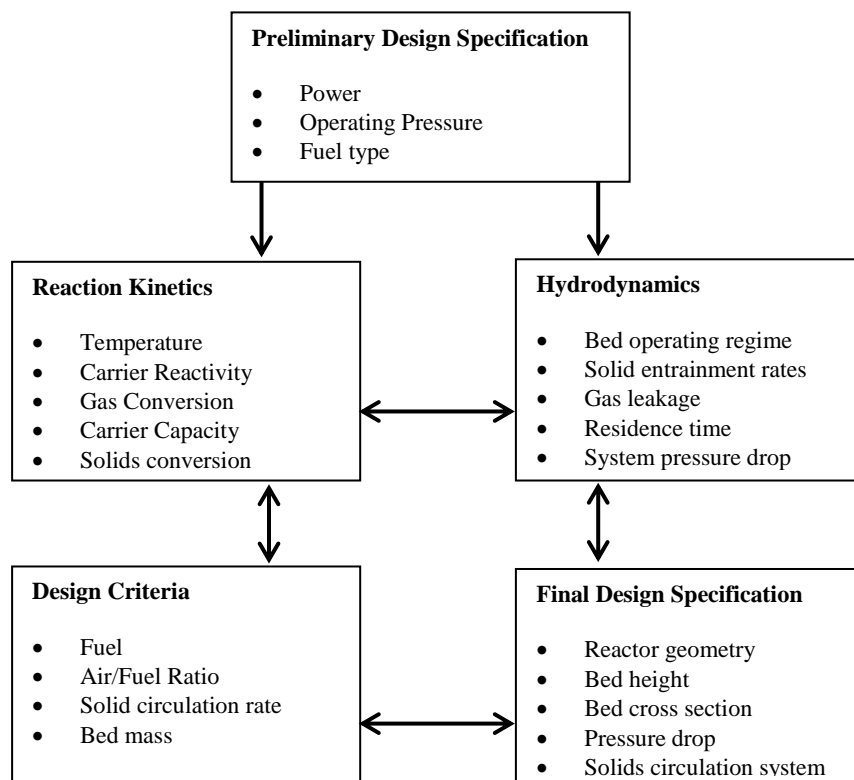 Preliminary Design Specification
• Power
• Operating Pressure
• Fuel type
Reaction Kinetics
• Temperature
• Carrier Reactivity
• Gas Conversion
• Carrier Capacity
• Solids conversion
Hydrodynamics
• Bed operating regime
• Solid entrainment rates
• Gas leakage
• Residence time
• System pressure drop
Design Criteria
• Fuel
• Air/Fuel Ratio
• Solid circulation rate
• Bed mass
Final Design Specification
• Reactor geometry
• Bed height
• Bed cross section
• Pressure drop
• Solids circulation system